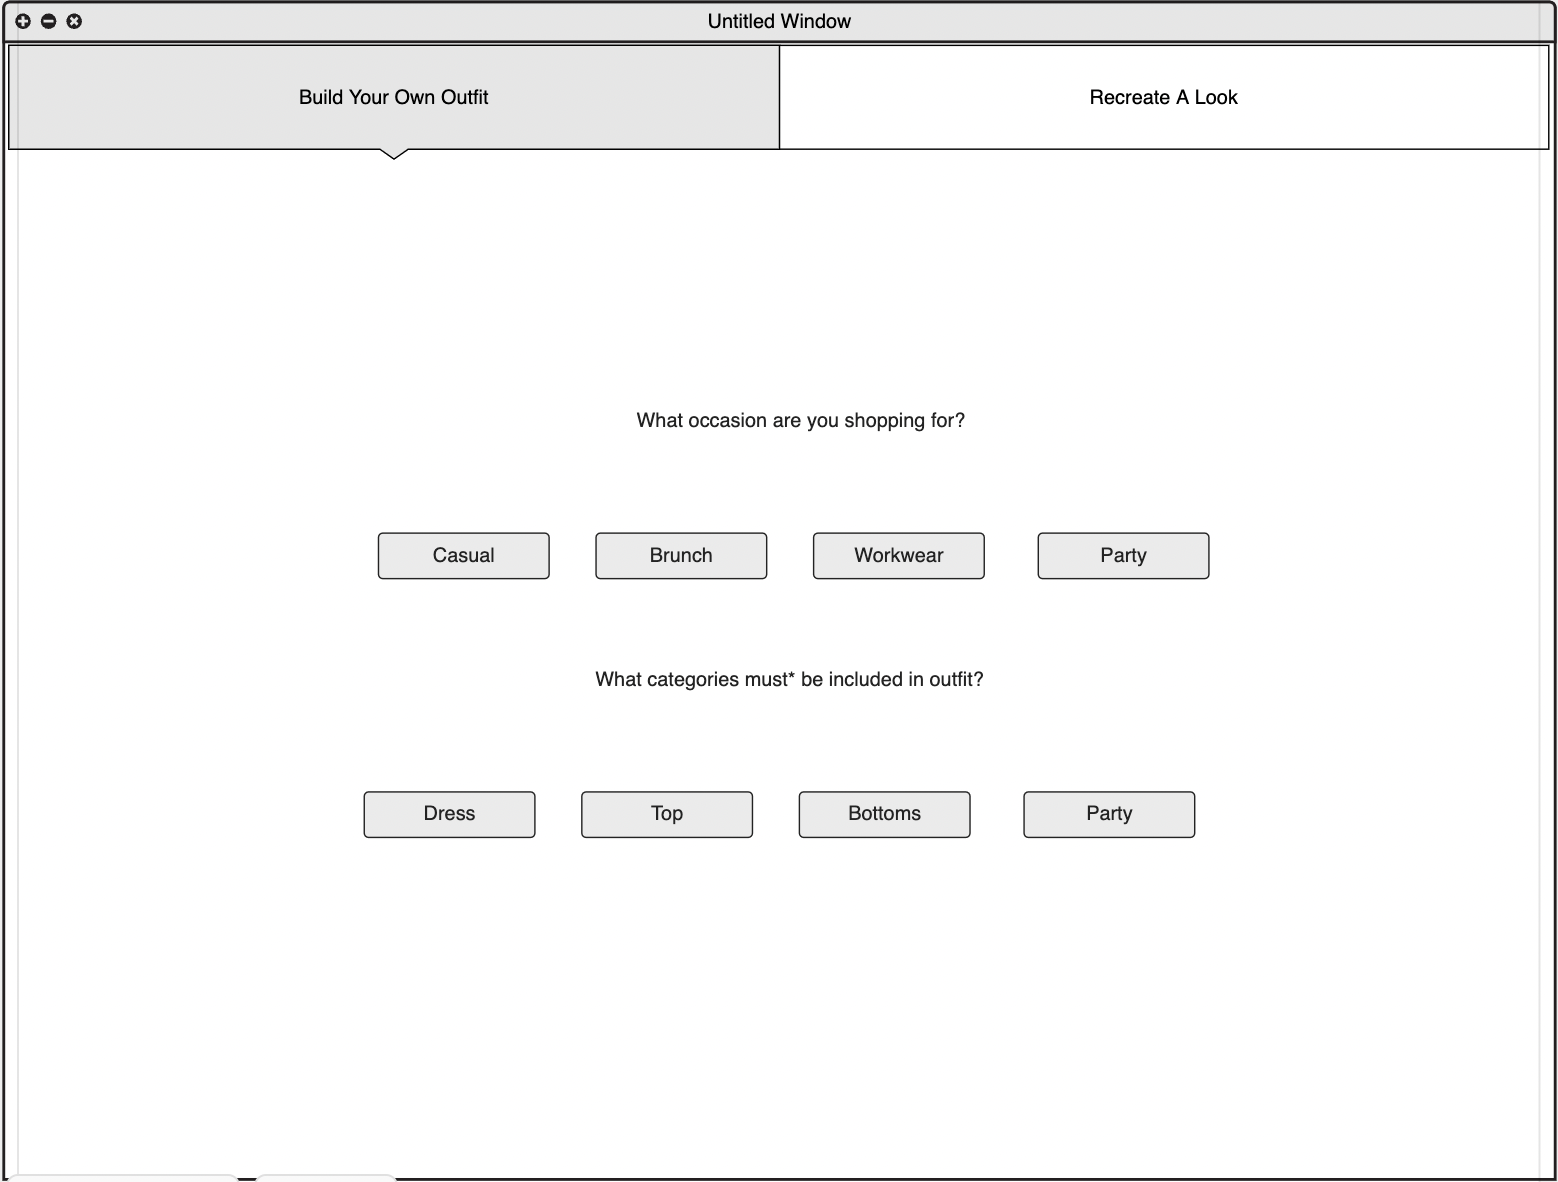 Untitled Window
Build Your Own Outfit
Recreate A Look
What occasion are you shopping for?
Casual
Brunch
Workwear
Party
What categories must* be included in outfit?
Dress
Top
Bottoms
Party